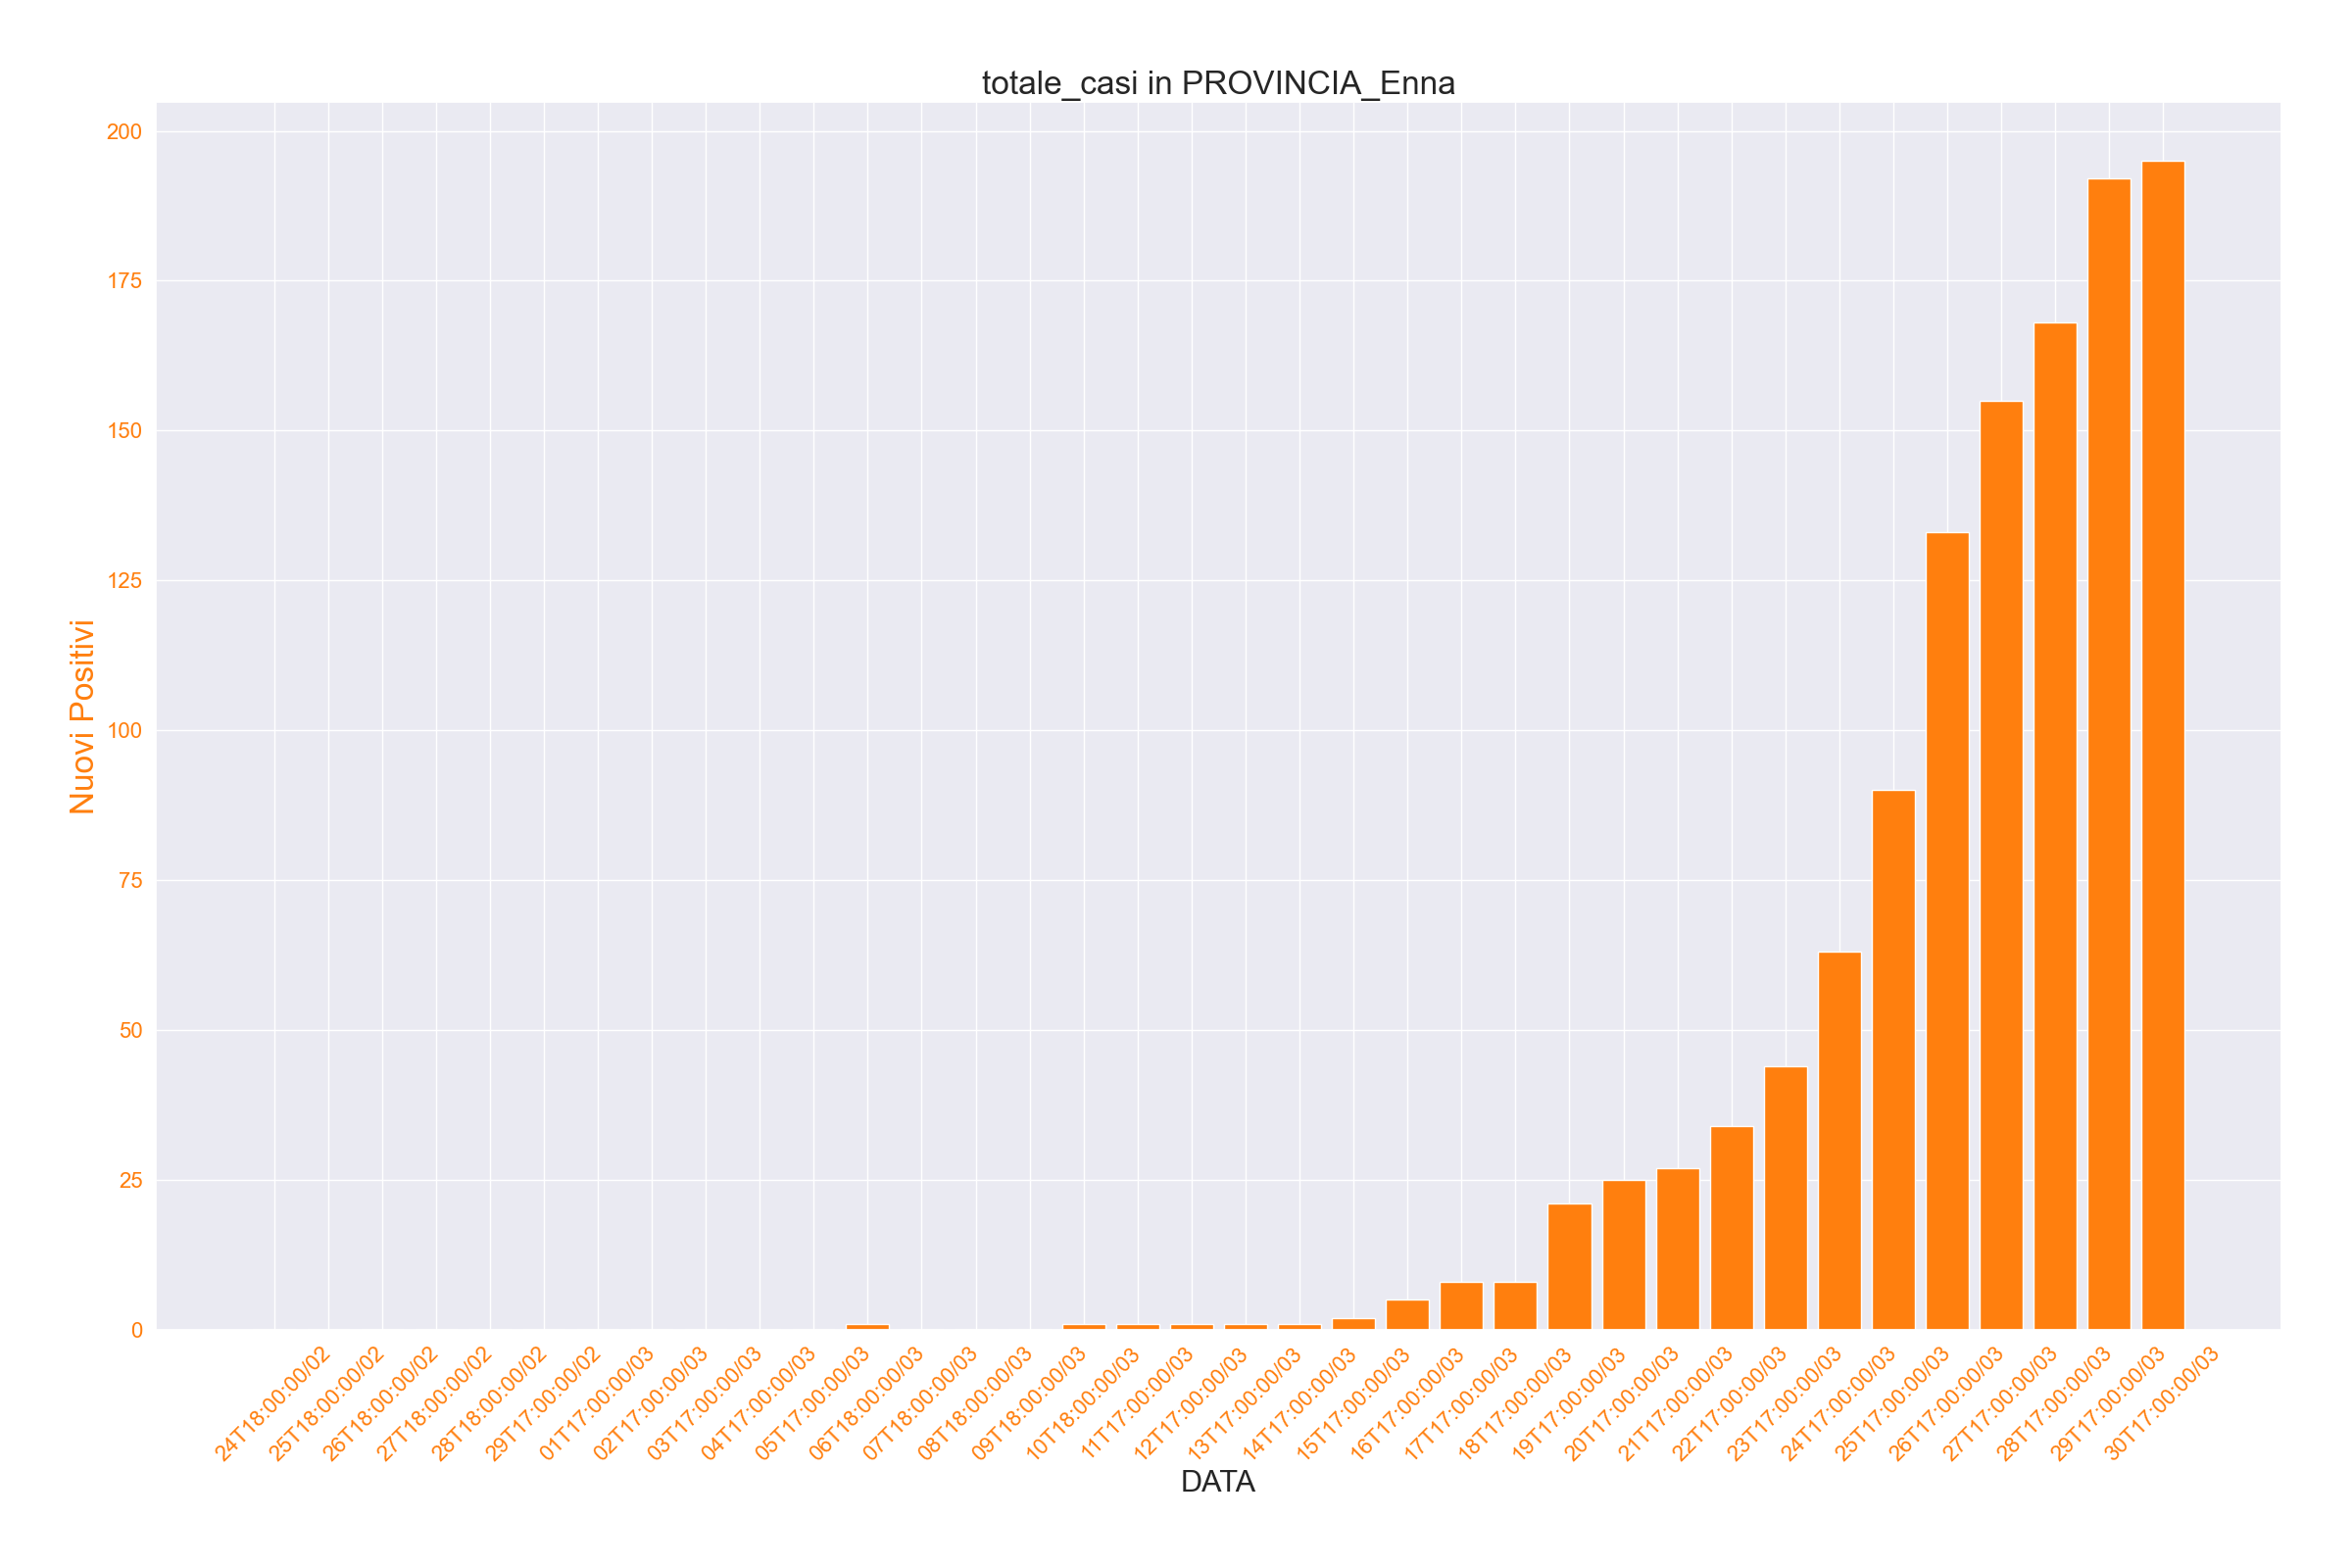 totale_casi in PROVINCIA_Enna
200
175
150
125
100
75
50
25
0
Nuovi Positivi
24T18:00:00/02
25T18:00:00/02
26T18:00:00/02
27T18:00:00/02
28T18:00:00/02
29T17:00:00/02
01T17:00:00/03
02T17:00:00/03
03T17:00:00/03
04T17:00:00/03
05T17:00:00/03
06T18:00:00/03
07T18:00:00/03
08T18:00:00/03
09T18:00:00/03
10T18:00:00/03
11T17:00:00/03
12T17:00:00/03
13T17:00:00/03
14T17:00:00/03
15T17:00:00/03
16T17:00:00/03
17T17:00:00/03
18T17:00:00/03
19T17:00:00/03
20T17:00:00/03
21T17:00:00/03
22T17:00:00/03
23T17:00:00/03
24T17:00:00/03
25T17:00:00/03
26T17:00:00/03
27T17:00:00/03
28T17:00:00/03
29T17:00:00/03
30T17:00:00/03
DATA